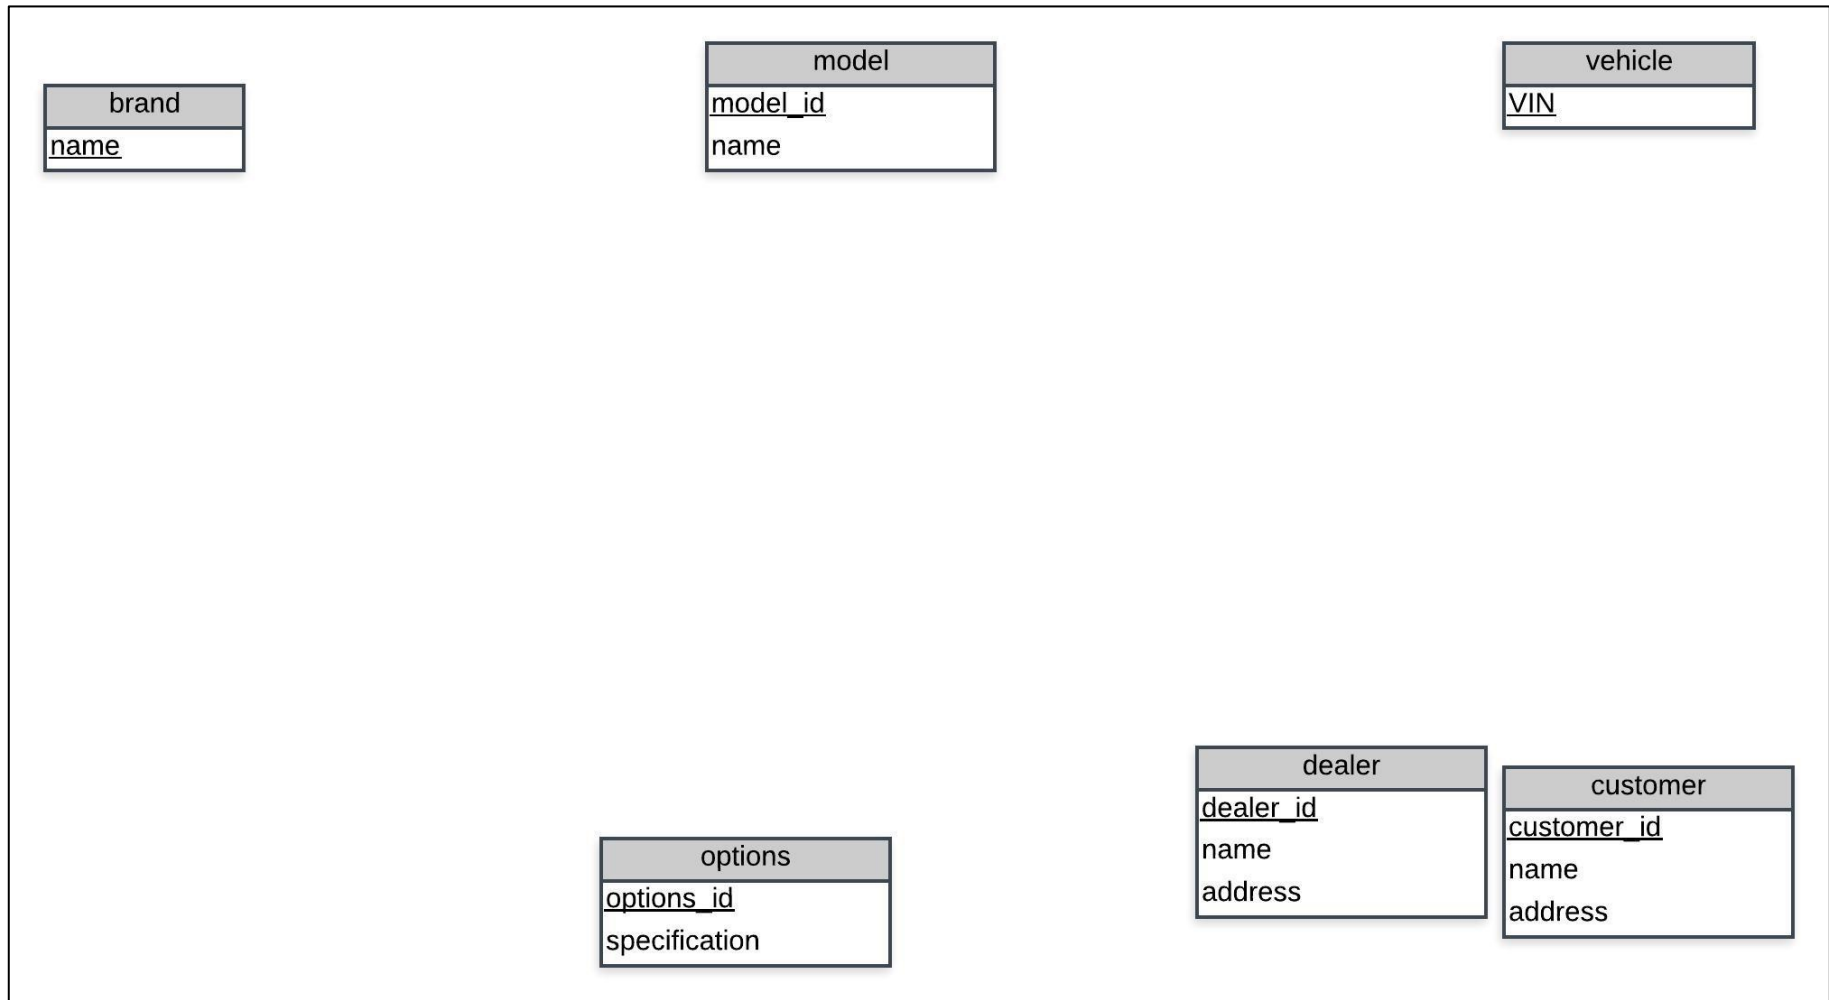 brand
name
model
model_id
name
vehicle
VIN
options
options_id
specification
dealer
dealer_id
name
address
customer
customer_id
name
address